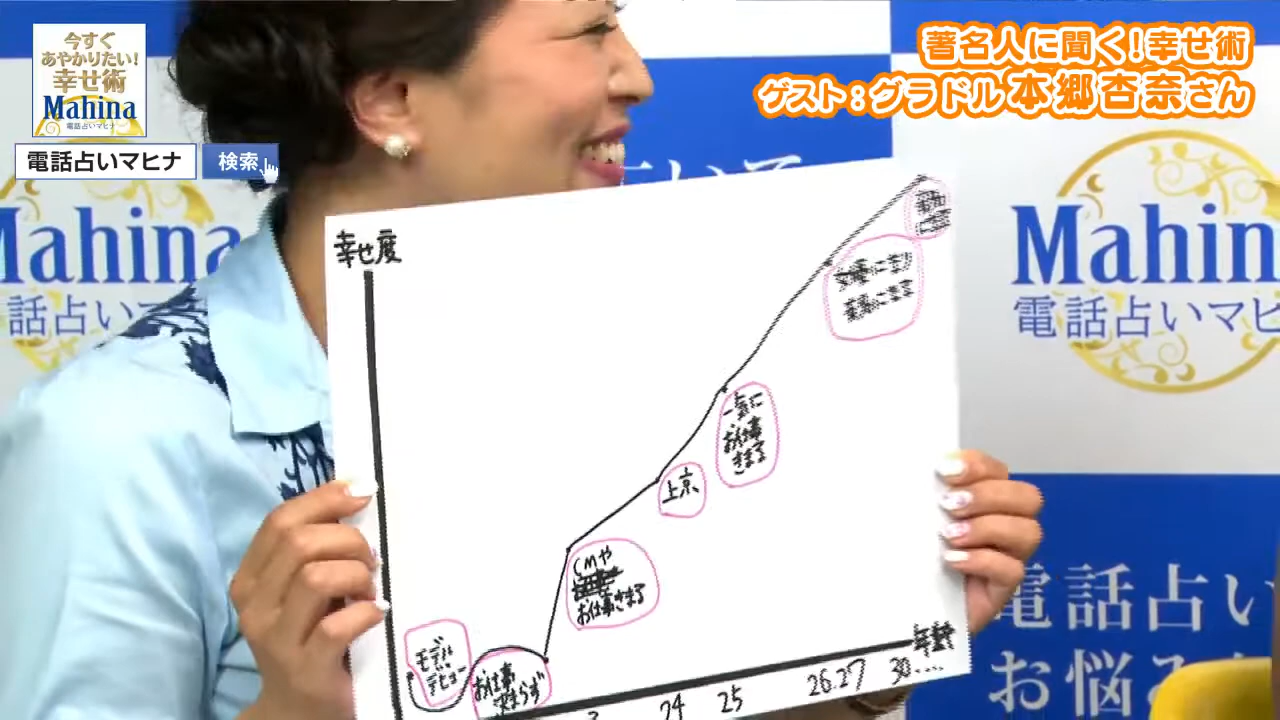 今すぐ
あやかりたい!
幸せ術
Mahina
電話占いマヒナ
電話占いマヒナ
検索
著名人に聞く!幸せ術
ゲスト:グラドル 本郷杏奈さん
Mahina
電話占い
Mahina
電話占いマヒ
電話占い
お悩み
幸せ度
モデル
デビュー
お仕事
決まらず
CMや
お仕事きまる
上京
一気に
お仕事
きまる
年齢
24
25
26.27
30....